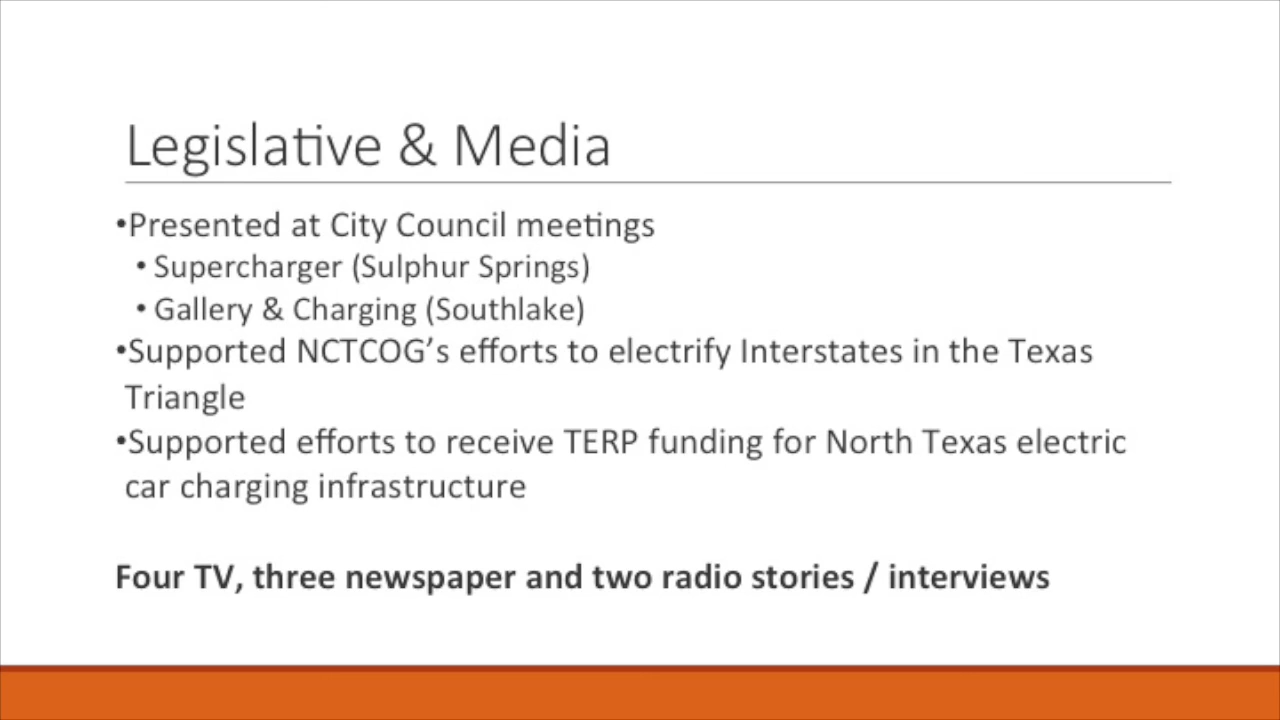 Legislative & Media
•Presented at City Council meetings
• Supercharger (Sulphur Springs)
• Gallery & Charging (Southlake)
•Supported NCTCOG’s efforts to electrify Interstates in the Texas
Triangle
•Supported efforts to receive TERP funding for North Texas electric
car charging infrastructure
Four TV, three newspaper and two radio stories / interviews